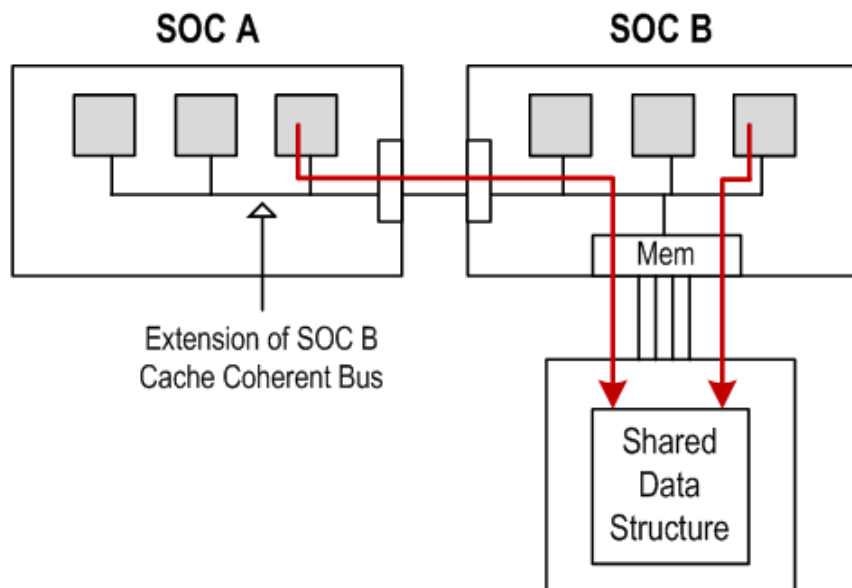 SOC A
SOC B
Mem
Extension of SOC B
Cache Coherent Bus
Shared
Data
Structure